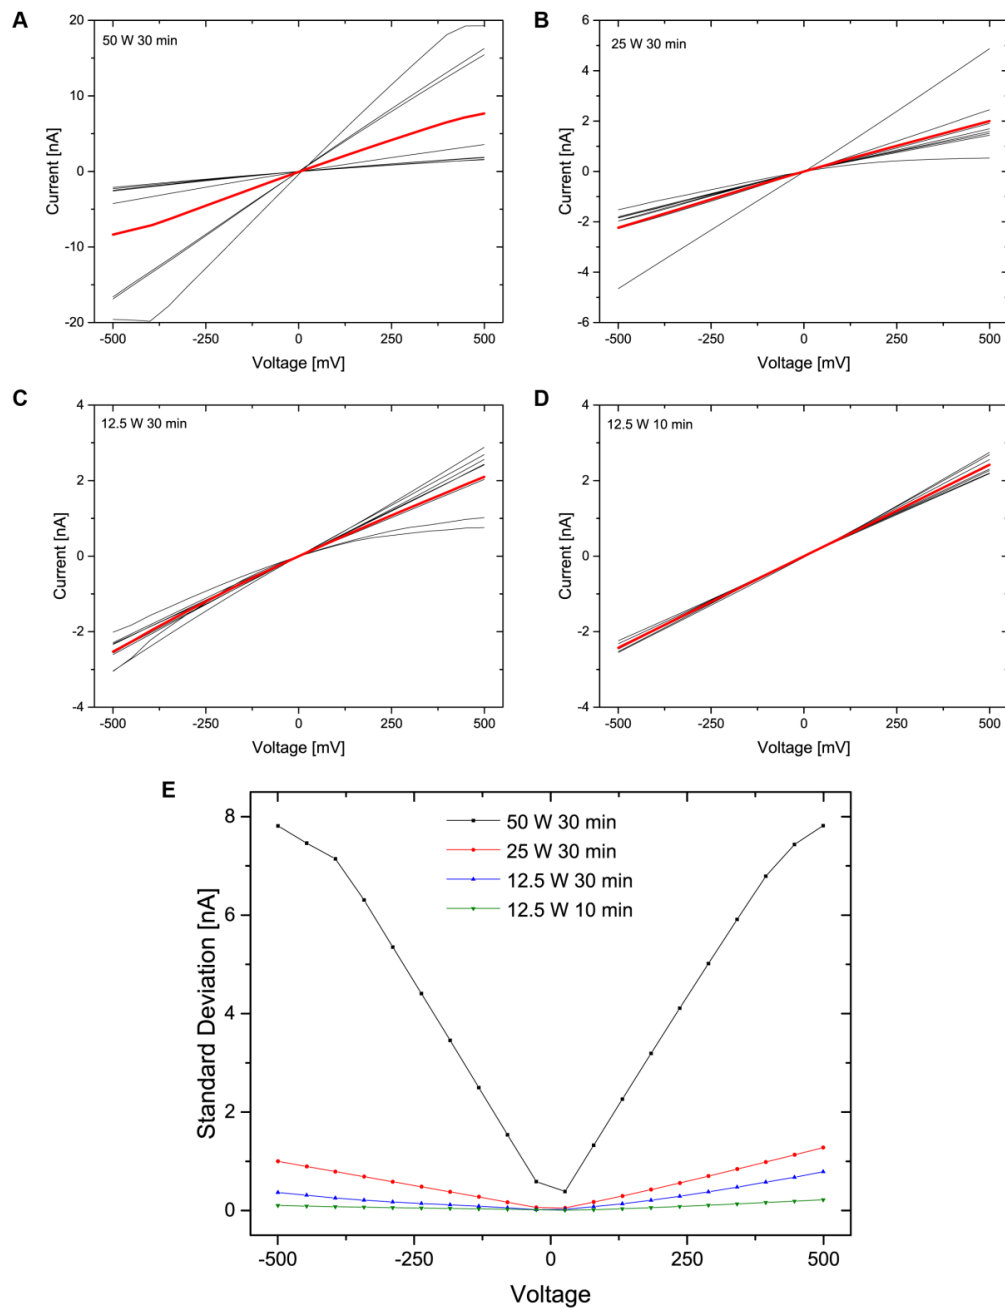 A
50 W 30 min
20
10
0
-10
-20
Current [nA]
-500 -250 0 250 500
Voltage [mV]
B
25 W 30 min
6
4
2
0
-2
-4
-6
Current [nA]
-500 -250 0 250 500
Voltage [mV]
C
12.5 W 30 min
4
2
0
-2
-4
Current [nA]
-500 -250 0 250 500
Voltage [mV]
D
12.5 W 10 min
4
2
0
-2
-4
Current [nA]
-500 -250 0 250 500
Voltage [mV]
E
50 W 30 min
25 W 30 min
12.5 W 30 min
12.5 W 10 min
8
6
4
2
0
Standard Deviation [nA]
-500 -250 0 250 500
Voltage